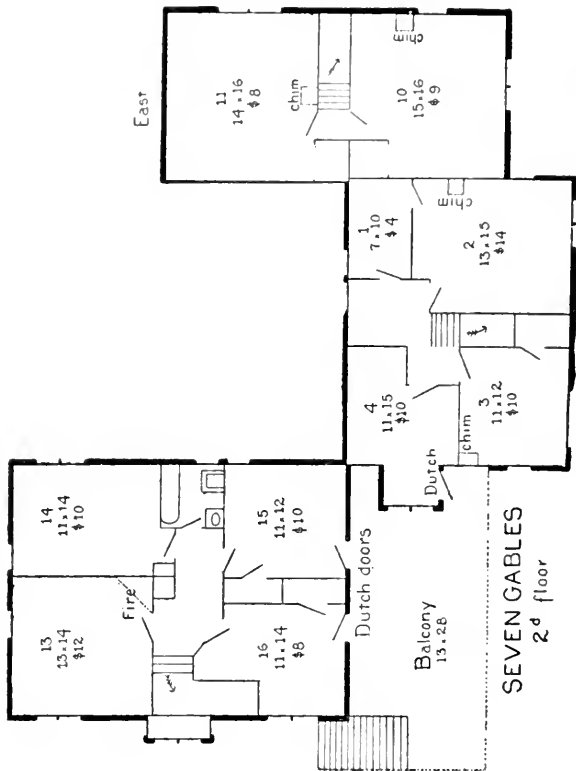 East
11
14×16
$8
chim
10
15×16
$9
chim
1
7×10
$4
2
13×15
$14
chim
4
11×15
$10
3
11×12
$10
chim
Dutch
14
11×14
$10
13
13×14
$12
Fire
15
11×12
$10
16
11×14
$8
Dutch doors
Balcony
13×28
SEVEN GABLES
2d floor